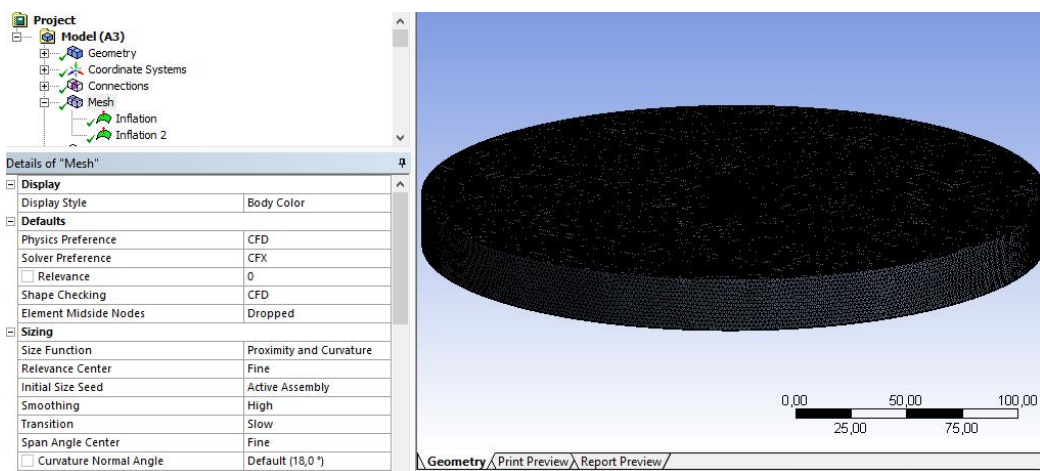 Project
Model (A3)
Geometry
Coordinate Systems
Connections
Mesh
Inflation
Inflation 2
Details of "Mesh"
Display
Display Style Body Color
Defaults
Physics Preference CFD
Solver Preference CFX
Relevance 0
Shape Checking CFD
Element Midside Nodes Dropped
Sizing
Size Function Proximity and Curvature
Relevance Center Fine
Initial Size Seed Active Assembly
Smoothing High
Transition Slow
Span Angle Center Fine
Curvature Normal Angle Default (18,0 °)
0,00 50,00 100,00
25,00 75,00
Geometry Print Preview Report Preview